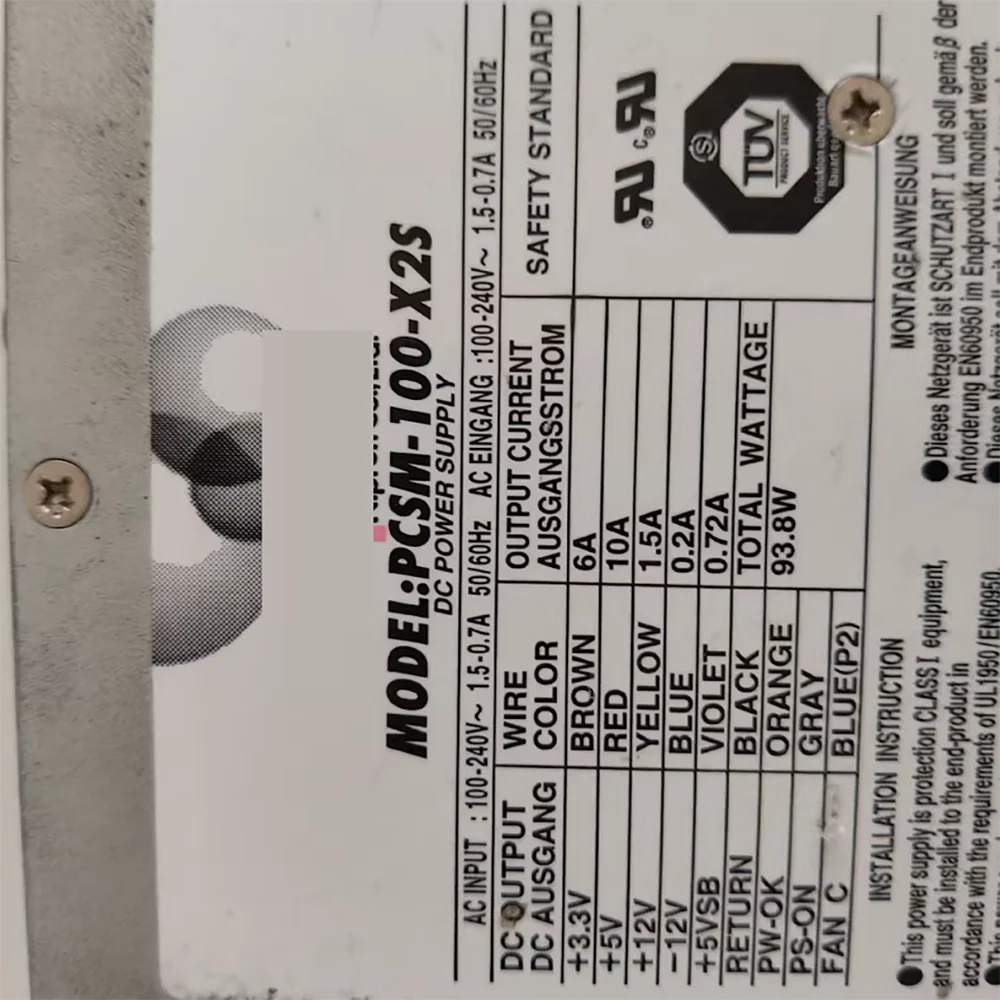 MODEL:PCSM-100-X2S
DC POWER SUPPLY
AC INPUT : 100-240V~ 1.5-0.7A 50/60Hz AC EINGANG :100-240V~ 1.5-0.7A 50/60Hz
DC OUTPUT WIRE OUTPUT CURRENT SAFETY STANDARD
DC AUSGANG COLOR AUSGANGSSTROM
+3.3V BROWN 6A
+5V RED 10A
+12V YELLOW 1.5A
-12V BLUE 0.2A
+5VSB VIOLET 0.72A
RETURN BLACK TOTAL WATTAGE
PW-OK ORANGE 93.8W
PS-ON GRAY
FAN C BLUE(P2)
TÜV
PRODUCT SERVICE
Produktion überwacht
INSTALLATION INSTRUCTION
●This power supply is protection CLASS I equipment,
and must be installed to the end-product in
accordance with the requirements of UL1950/EN60950.
MONTAGEANWEISUNG
●Dieses Netzgerät ist SCHUTZART I und soll gemäβ der
Anforderung EN60950 im Endprodukt montiert werden.